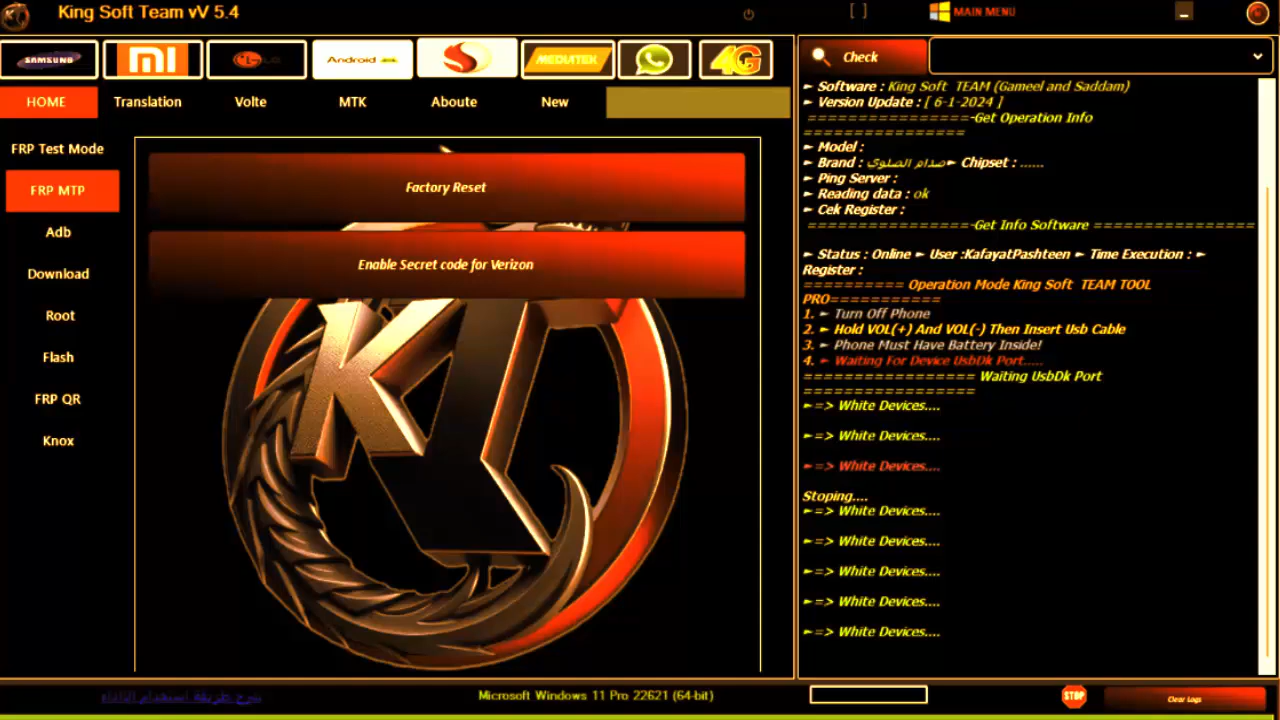 King Soft Team vV 5.4
MAIN MENU
SAMSUNG
LG
Android
MEDIATEK
4G
Check
HOME
Translation
Volte
MTK
Aboute
New
FRP Test Mode
FRP MTP
Adb
Download
Root
Flash
FRP QR
Knox
Factory Reset
Enable Secret code for Verizon
► Software : King Soft TEAM (Gameel and Saddam)
► Version Update : [ 6-1-2024 ]
================-Get Operation Info
================
► Model :
► Brand : صدام الصلوي► Chipset : ......
► Ping Server :
► Reading data : ok
► Cek Register :
================-Get Info Software ================
► Status : Online ► User :KafayatPashteen ► Time Execution : ►
Register :
========== Operation Mode King Soft TEAM TOOL
PRO===========
1. ► Turn Off Phone
2. ► Hold VOL(+) And VOL(-) Then Insert Usb Cable
3. ► Phone Must Have Battery Inside!
4. ► Waiting For Device UsbDk Port.....
================= Waiting UsbDk Port
=================
►=> White Devices....
►=> White Devices....
►=> White Devices....
Stoping....
►=> White Devices....
►=> White Devices....
►=> White Devices....
►=> White Devices....
►=> White Devices....
شرح طريقة استخدام الاداه
Microsoft Windows 11 Pro 22621 (64-bit)
STOP
Clear Logs